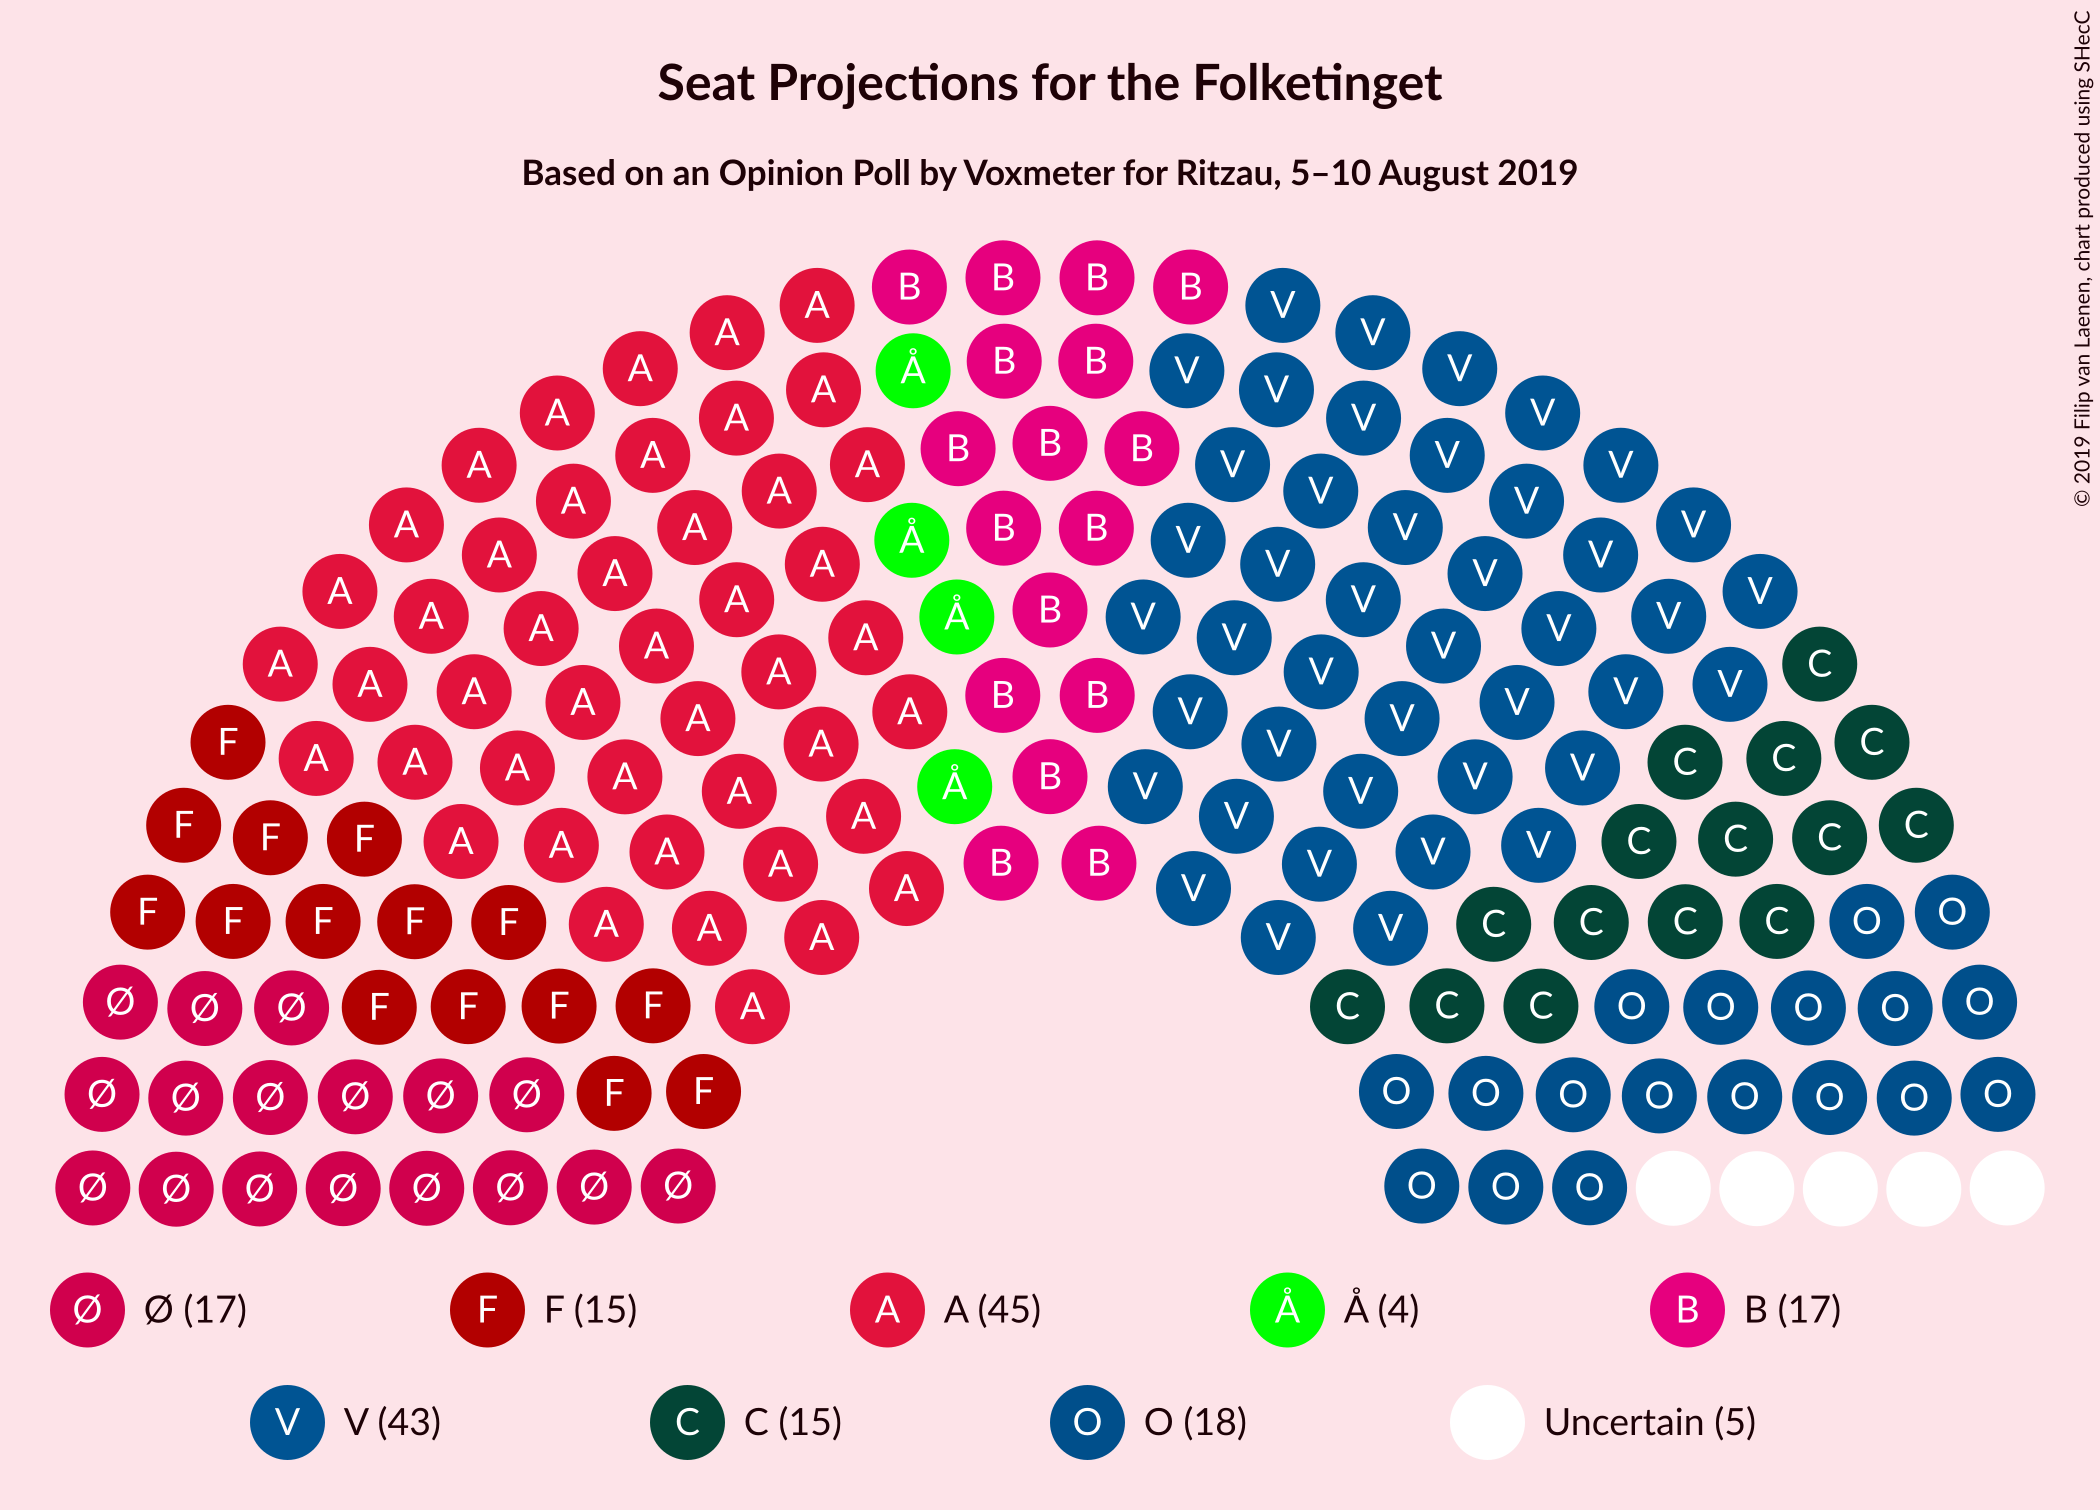 Seat Projections for the Folketinget
Based on an Opinion Poll by Voxmeter for Ritzau, 5–10 August 2019
© 2019 Filip van Laenen, chart produced using SHecC
B B B B
A A V V
A Å B B V V
A A A V V V
A A B B B V V
A A A V V V
A A A Å B B V V V V
A A A V V V
A A A Å B V V V
A A A V V V
A A A B B V V V C
A A A V V V
F A A A A Å B V V V V C C C
F F F A A A A A B B V V V V C C C C
F F F F F A A A V V V C C C C O O
Ø Ø Ø F F F F A C C C O O O O O
Ø Ø Ø Ø Ø Ø F F O O O O O O O O
Ø Ø Ø Ø Ø Ø Ø Ø O O O
Ø Ø (17) F F (15) A A (45) Å Å (4) B B (17)
V V (43) C C (15) O O (18) Uncertain (5)